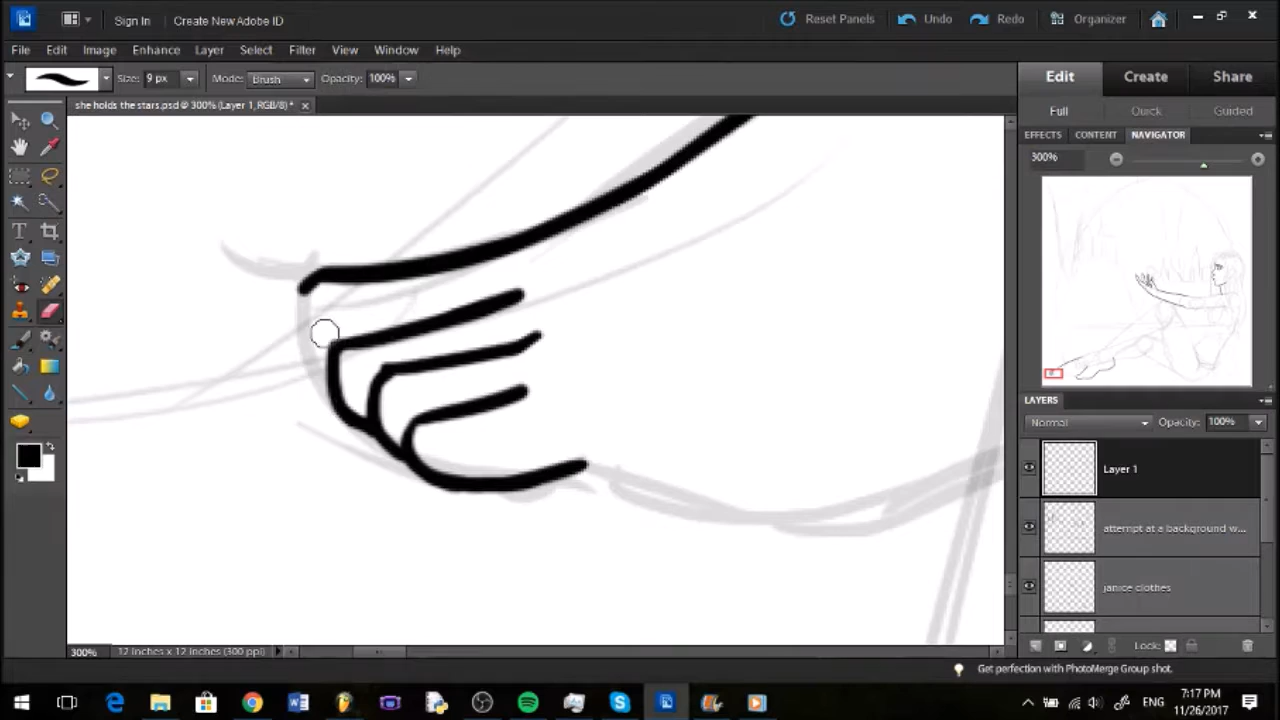 Sign In Create New Adobe ID Reset Panels Undo Redo Organizer
File Edit Image Enhance Layer Select Filter View Window Help
Size: 9 px Mode: Brush Opacity: 100%
Edit Create Share
she holds the stars.psd @ 300% (Layer 1,RGB/8) *
Full Quick Guided
EFFECTS CONTENT NAVIGATOR
300%
LAYERS
Normal Opacity: 100%
Layer 1
attempt at a background w...
janice clothes
Lock:
300% 12 inches x 12 inches (300 ppi)
Get perfection with PhotoMerge Group shot.
ENG
7:17 PM
11/26/2017